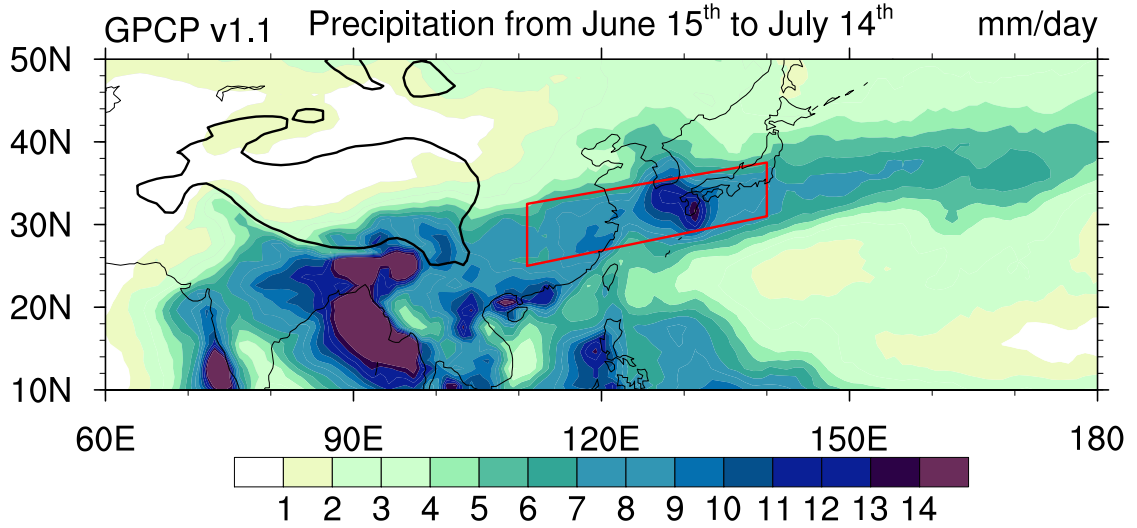 GPCP v1.1 Precipitation from June 15th to July 14th mm/day
50N
40N
30N
20N
10N
60E 90E 120E 150E 180
1 2 3 4 5 6 7 8 9 10 11 12 13 14